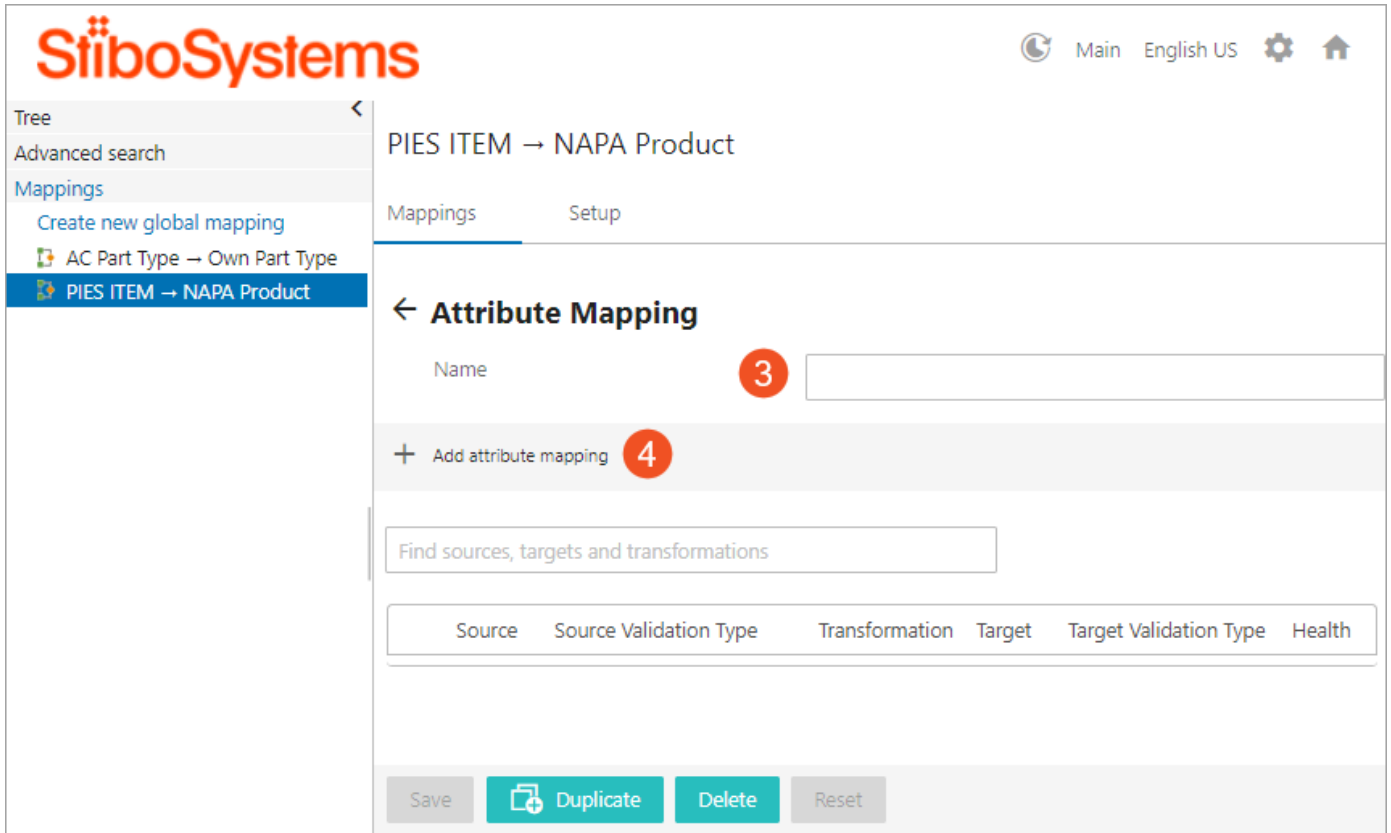 StiboSystems
Main English US
Tree
Advanced search
Mappings
Create new global mapping
AC Part Type → Own Part Type
PIES ITEM → NAPA Product
PIES ITEM → NAPA Product
Mappings Setup
Attribute Mapping
Name 3
Add attribute mapping 4
Find sources, targets and transformations
Source Source Validation Type Transformation Target Target Validation Type Health
Save Duplicate Delete Reset